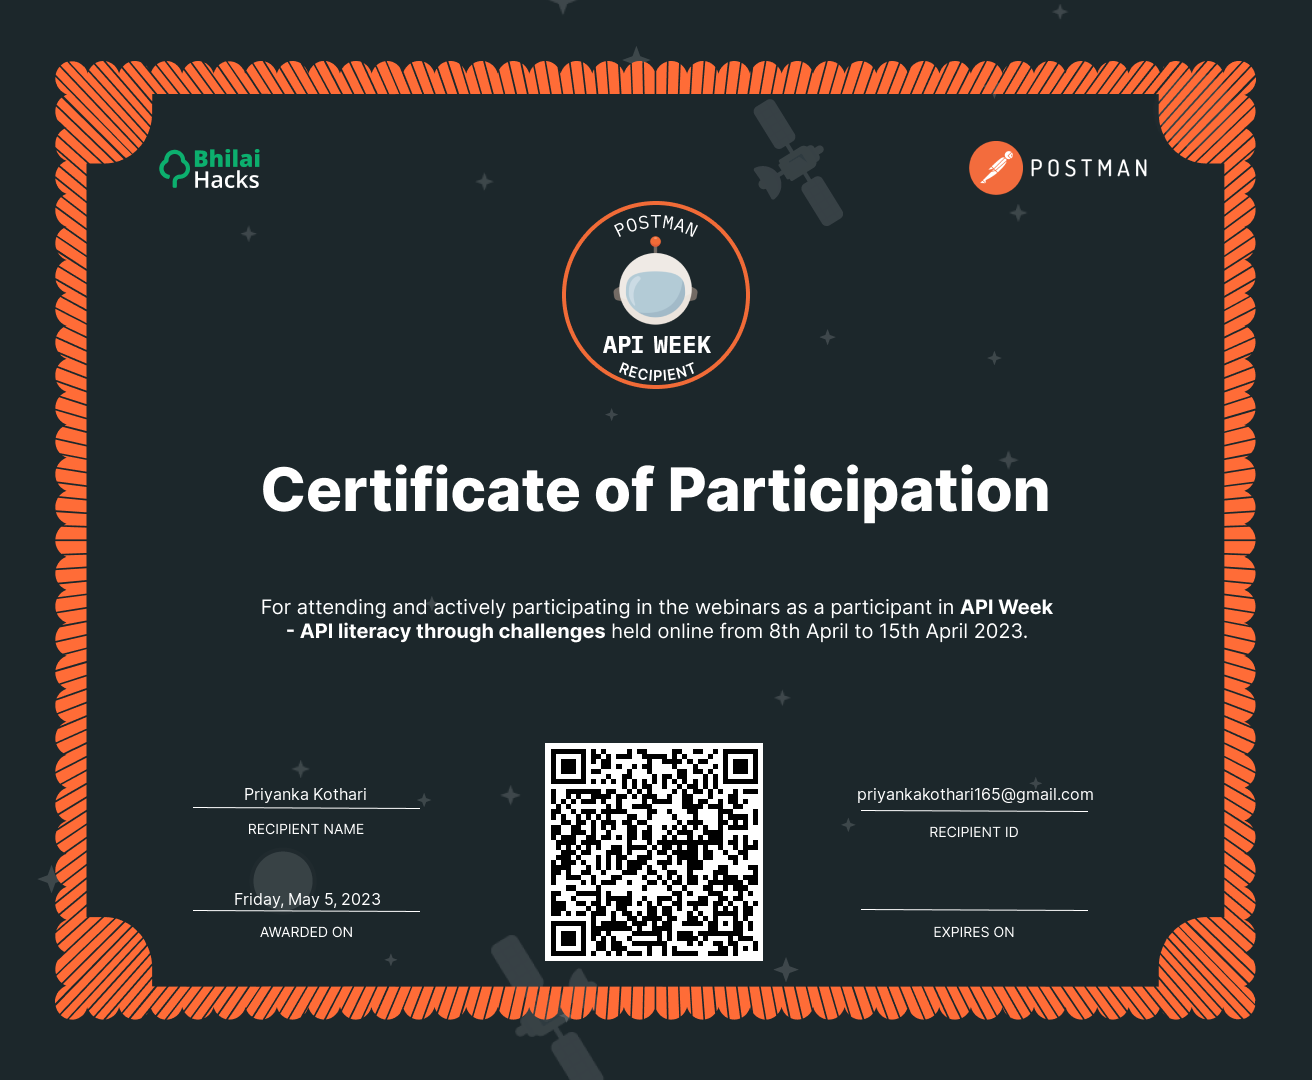 Bhilai
Hacks
POSTMAN
POSTMAN
API WEEK
RECIPIENT
Certificate of Participation
For attending and actively participating in the webinars as a participant in API Week
- API literacy through challenges held online from 8th April to 15th April 2023.
Priyanka Kothari
RECIPIENT NAME
priyankakothari165@gmail.com
RECIPIENT ID
Friday, May 5, 2023
AWARDED ON
EXPIRES ON